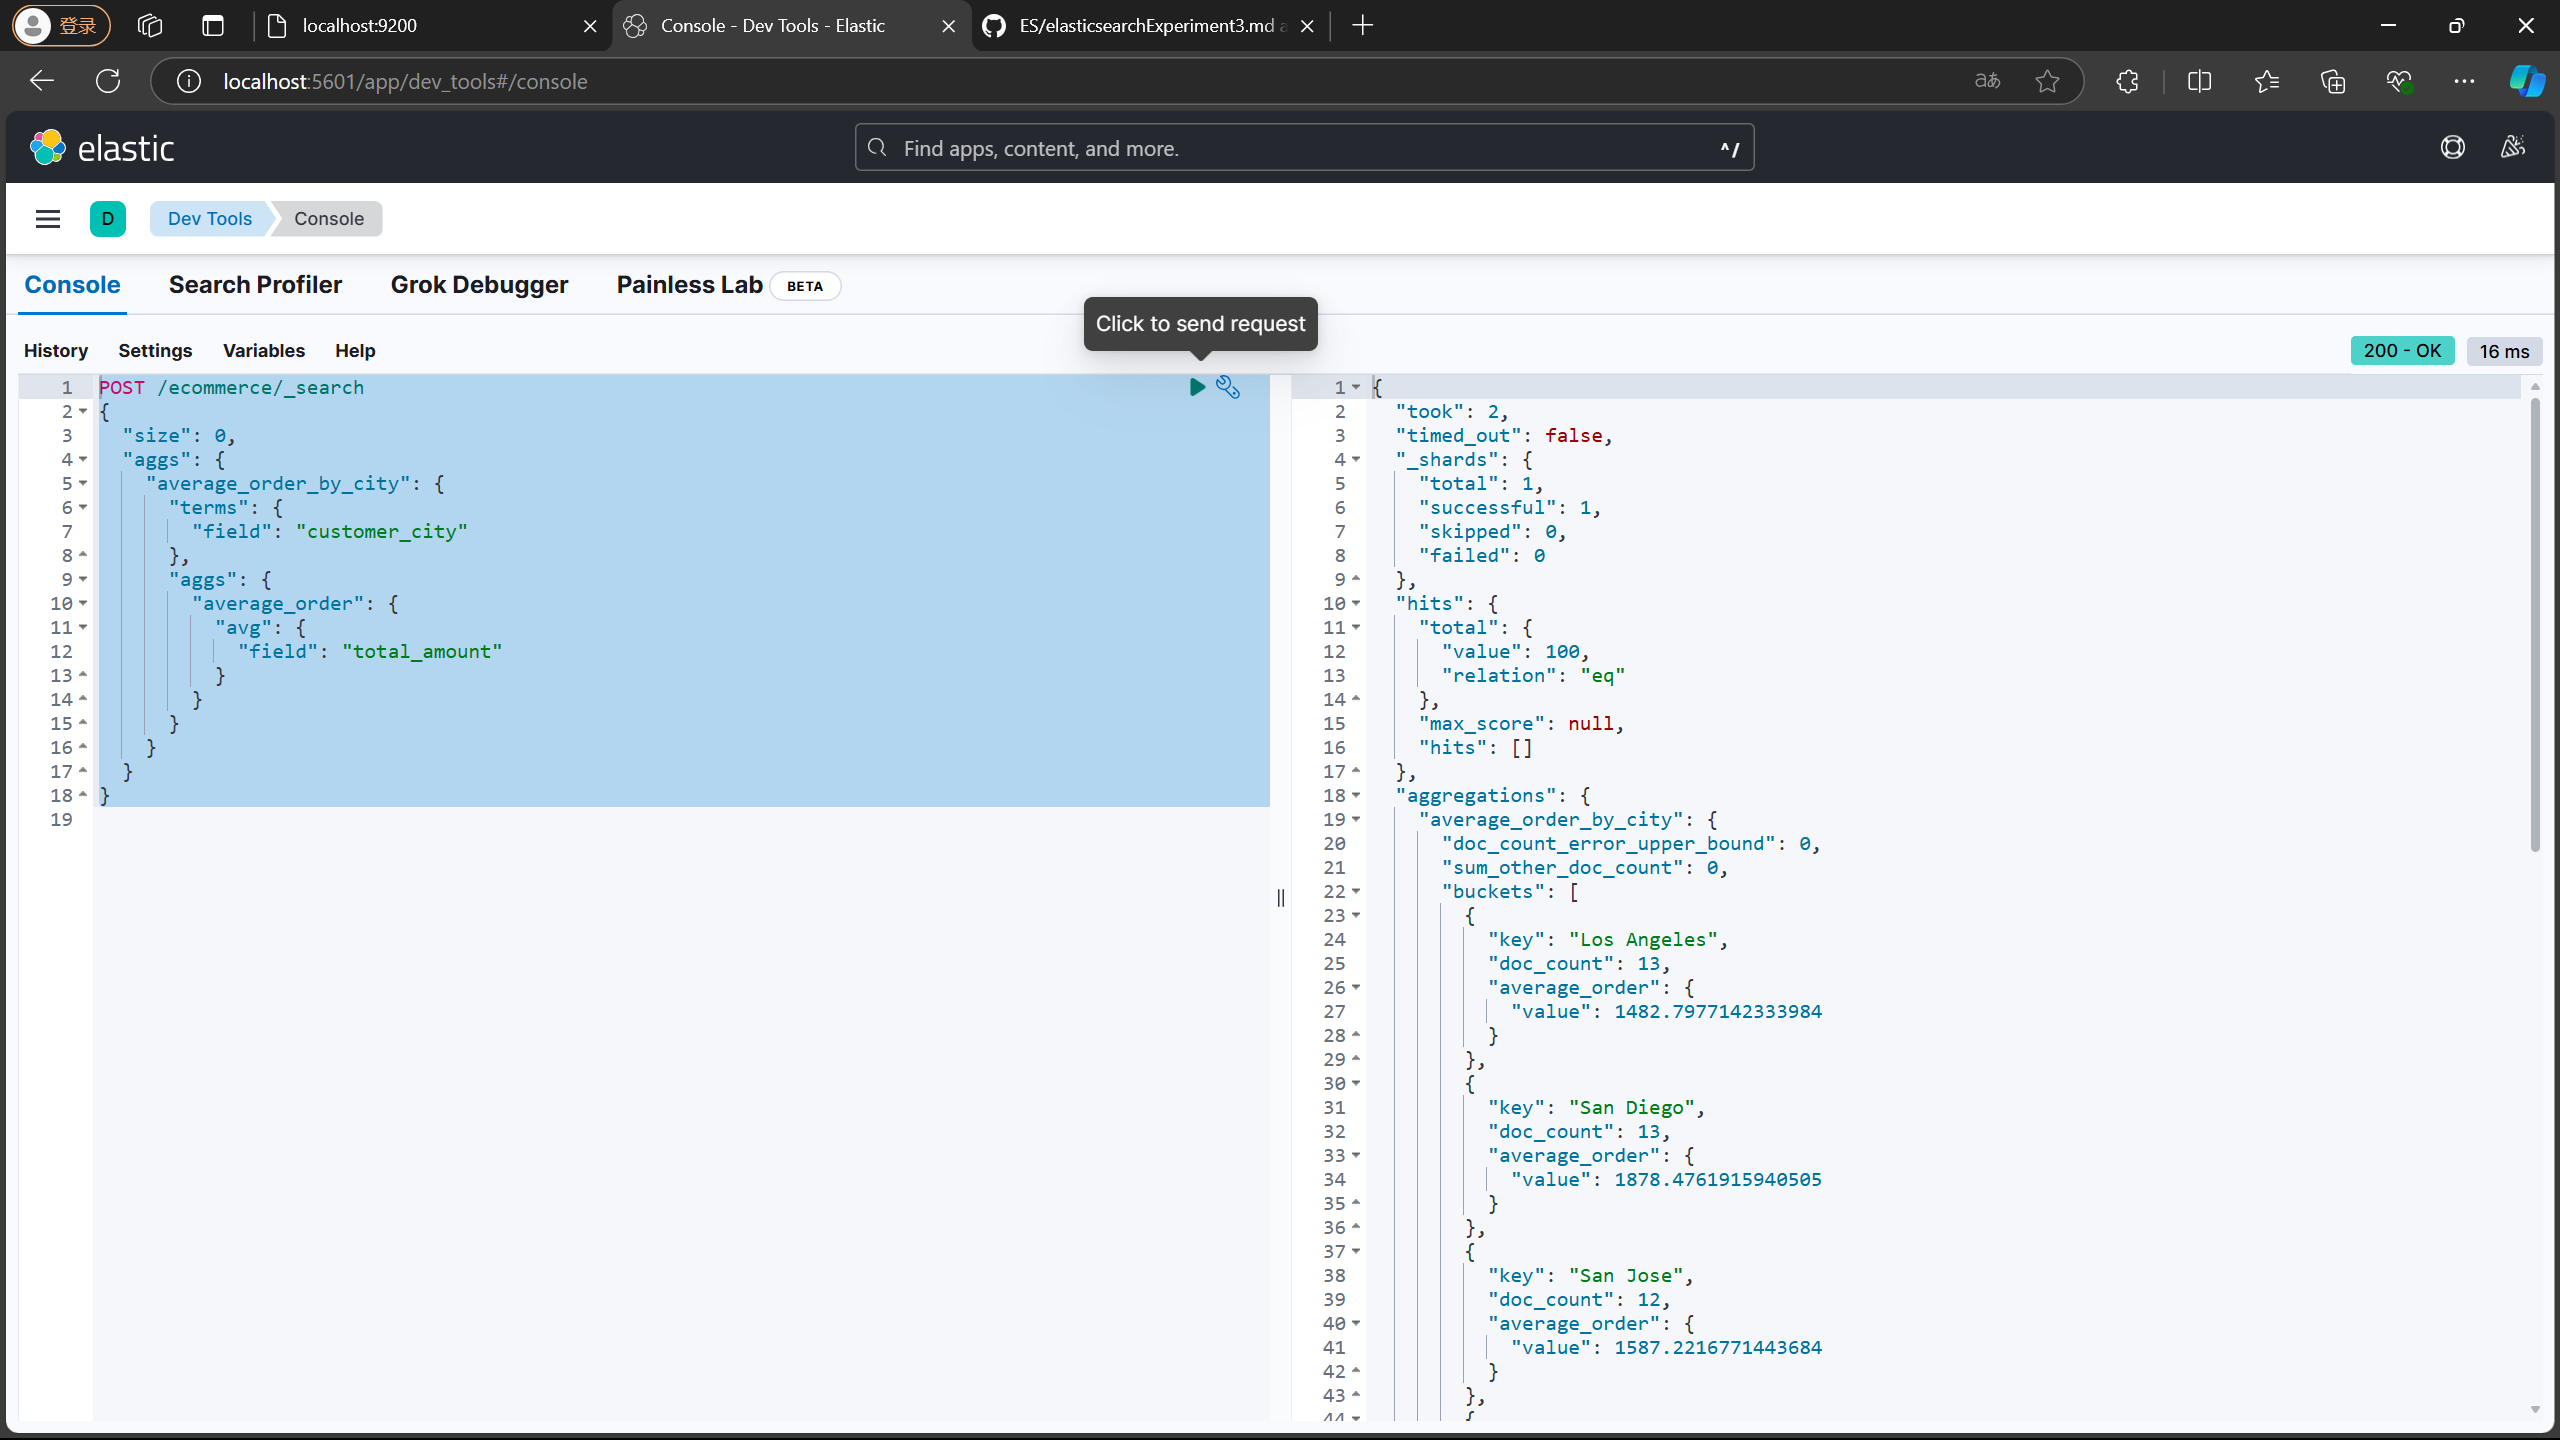 登录
localhost:9200
Console - Dev Tools - Elastic
ES/elasticsearchExperiment3.md a
localhost:5601/app/dev_tools#/console
aあ
elastic
Find apps, content, and more.
^/
D
Dev Tools
Console
Console
Search Profiler
Grok Debugger
Painless Lab
BETA
Click to send request
History
Settings
Variables
Help
200 - OK
16 ms
1 POST /ecommerce/_search
2 {
3 "size": 0,
4 "aggs": {
5 "average_order_by_city": {
6 "terms": {
7 "field": "customer_city"
8 },
9 "aggs": {
10 "average_order": {
11 "avg": {
12 "field": "total_amount"
13 }
14 }
15 }
16 }
17 }
18 }
19
1 {
2 "took": 2,
3 "timed_out": false,
4 "_shards": {
5 "total": 1,
6 "successful": 1,
7 "skipped": 0,
8 "failed": 0
9 },
10 "hits": {
11 "total": {
12 "value": 100,
13 "relation": "eq"
14 },
15 "max_score": null,
16 "hits": []
17 },
18 "aggregations": {
19 "average_order_by_city": {
20 "doc_count_error_upper_bound": 0,
21 "sum_other_doc_count": 0,
22 "buckets": [
23 {
24 "key": "Los Angeles",
25 "doc_count": 13,
26 "average_order": {
27 "value": 1482.7977142333984
28 }
29 },
30 {
31 "key": "San Diego",
32 "doc_count": 13,
33 "average_order": {
34 "value": 1878.4761915940505
35 }
36 },
37 {
38 "key": "San Jose",
39 "doc_count": 12,
40 "average_order": {
41 "value": 1587.2216771443684
42 }
43 },
44 {